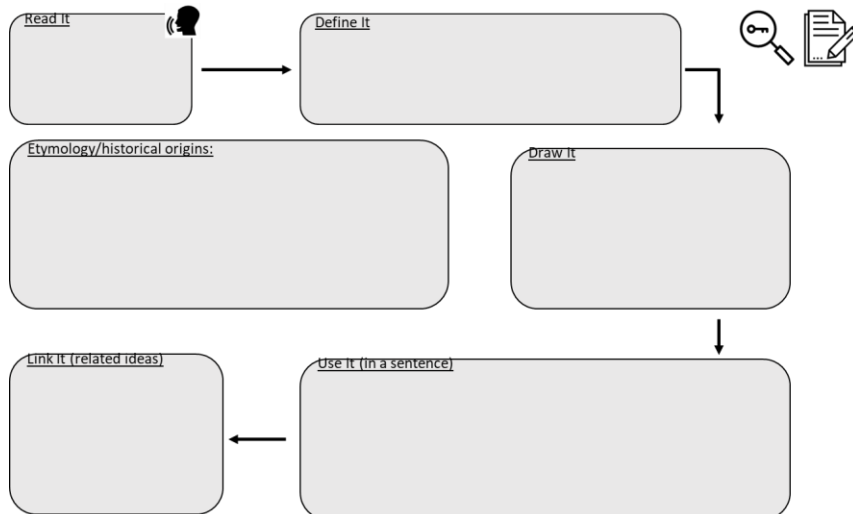 Read It
Define It
Etymology/historical origins:
Draw It
Link It (related ideas)
Use It (in a sentence)